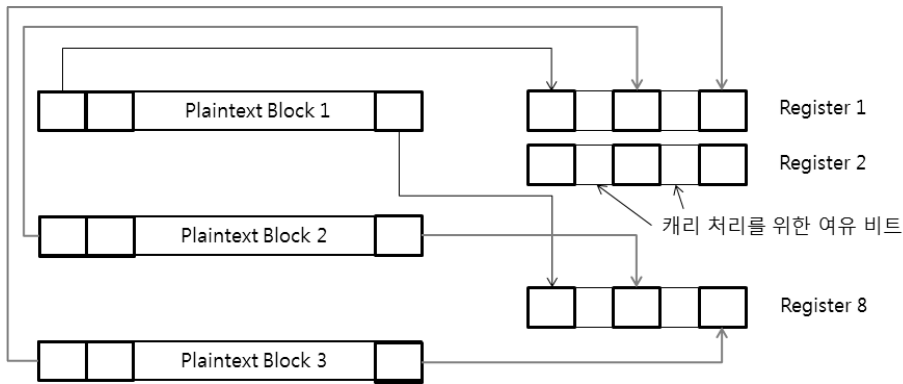 Plaintext Block 1
Register 1
Register 2
캐리 처리를 위한 여유 비트
Plaintext Block 2
Register 8
Plaintext Block 3